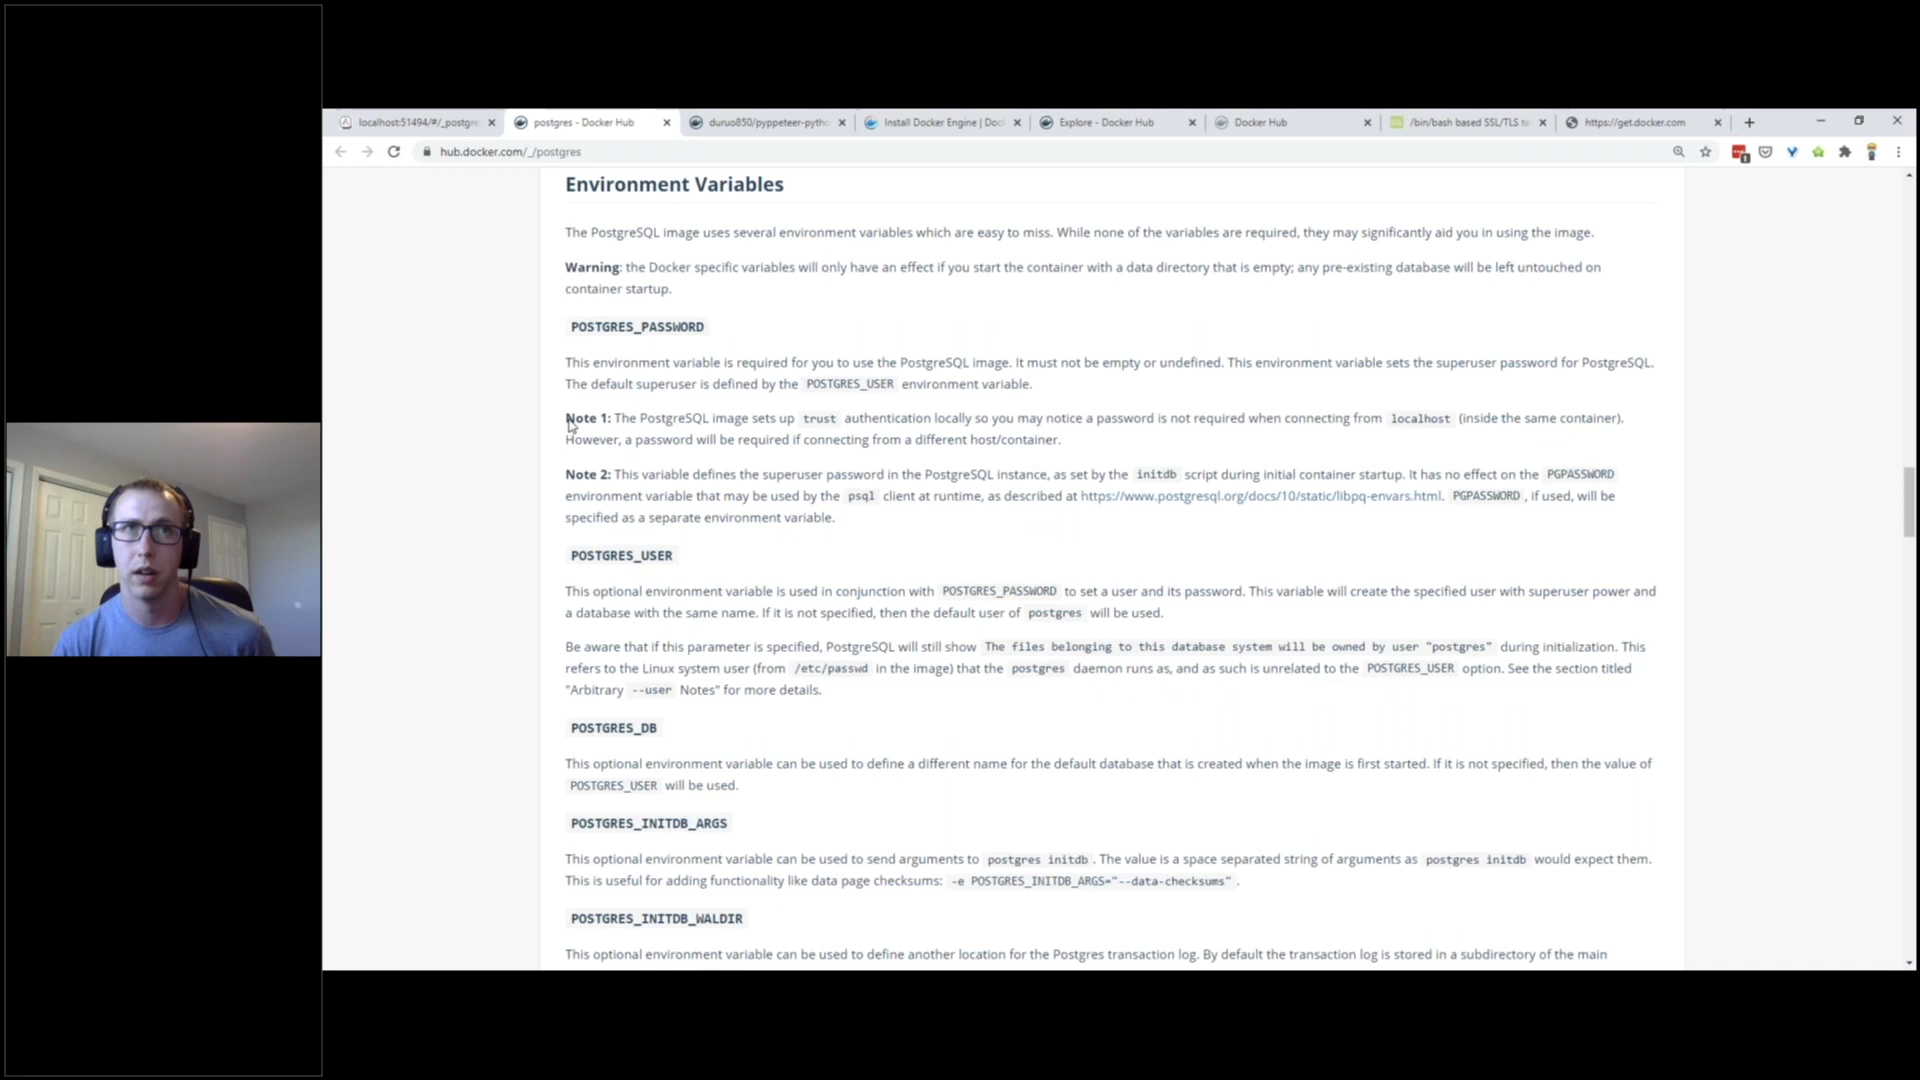 localhost:51494/#/_postgr
postgres - Docker Hub
duruo850/pyppeteer-pytho
Install Docker Engine | Doc
Explore - Docker Hub
Docker Hub
/bin/bash based SSL/TLS te
https://get.docker.com
hub.docker.com/_/postgres
Environment Variables
The PostgreSQL image uses several environment variables which are easy to miss. While none of the variables are required, they may significantly aid you in using the image.
Warning: the Docker specific variables will only have an effect if you start the container with a data directory that is empty; any pre-existing database will be left untouched on
container startup.
POSTGRES_PASSWORD
This environment variable is required for you to use the PostgreSQL image. It must not be empty or undefined. This environment variable sets the superuser password for PostgreSQL.
The default superuser is defined by the POSTGRES_USER environment variable.
Note 1: The PostgreSQL image sets up trust authentication locally so you may notice a password is not required when connecting from localhost (inside the same container).
However, a password will be required if connecting from a different host/container.
Note 2: This variable defines the superuser password in the PostgreSQL instance, as set by the initdb script during initial container startup. It has no effect on the PGPASSWORD
environment variable that may be used by the psql client at runtime, as described at https://www.postgresql.org/docs/10/static/libpq-envars.html. PGPASSWORD , if used, will be
specified as a separate environment variable.
POSTGRES_USER
This optional environment variable is used in conjunction with POSTGRES_PASSWORD to set a user and its password. This variable will create the specified user with superuser power and
a database with the same name. If it is not specified, then the default user of postgres will be used.
Be aware that if this parameter is specified, PostgreSQL will still show The files belonging to this database system will be owned by user "postgres" during initialization. This
refers to the Linux system user (from /etc/passwd in the image) that the postgres daemon runs as, and as such is unrelated to the POSTGRES_USER option. See the section titled
"Arbitrary --user Notes" for more details.
POSTGRES_DB
This optional environment variable can be used to define a different name for the default database that is created when the image is first started. If it is not specified, then the value of
POSTGRES_USER will be used.
POSTGRES_INITDB_ARGS
This optional environment variable can be used to send arguments to postgres initdb . The value is a space separated string of arguments as postgres initdb would expect them.
This is useful for adding functionality like data page checksums: -e POSTGRES_INITDB_ARGS="--data-checksums" .
POSTGRES_INITDB_WALDIR
This optional environment variable can be used to define another location for the Postgres transaction log. By default the transaction log is stored in a subdirectory of the main